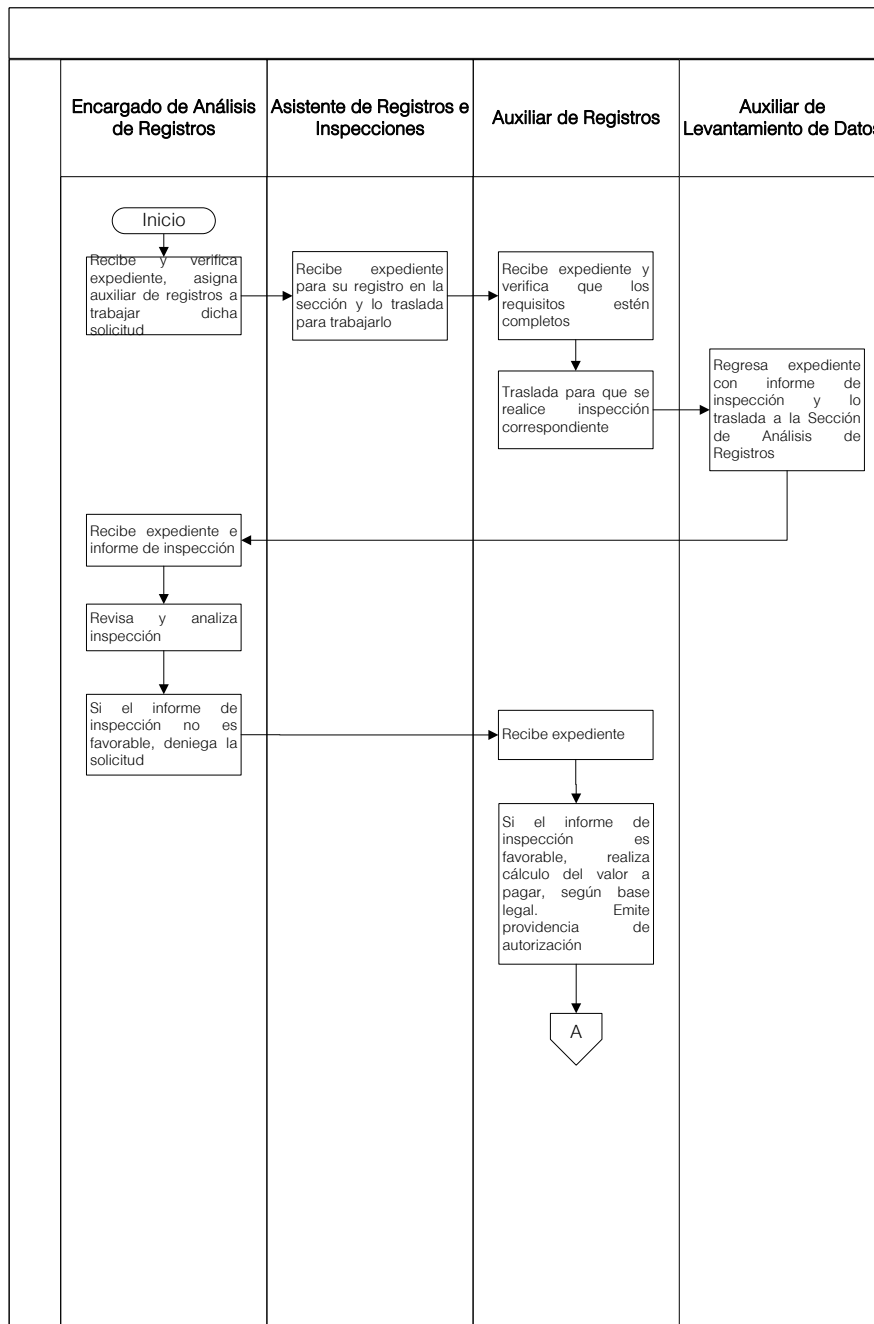 Encargado de Análisis
de Registros
Asistente de Registros e
Inspecciones
Auxiliar de Registros
Auxiliar de
Levantamiento de Datos
Inicio
Recibe y verifica
expediente, asigna
auxiliar de registros a
trabajar dicha
solicitud
Recibe expediente
para su registro en la
sección y lo traslada
para trabajarlo
Recibe expediente y
verifica que los
requisitos estén
completos
Traslada para que se
realice inspección
correspondiente
Regresa expediente
con informe de
inspección y lo
traslada a la Sección
de Análisis de
Registros
Recibe expediente e
informe de inspección
Revisa y analiza
inspección
Si el informe de
inspección no es
favorable, deniega la
solicitud
Recibe expediente
Si el informe de
inspección es
favorable, realiza
cálculo del valor a
pagar, según base
legal. Emite
providencia de
autorización
A